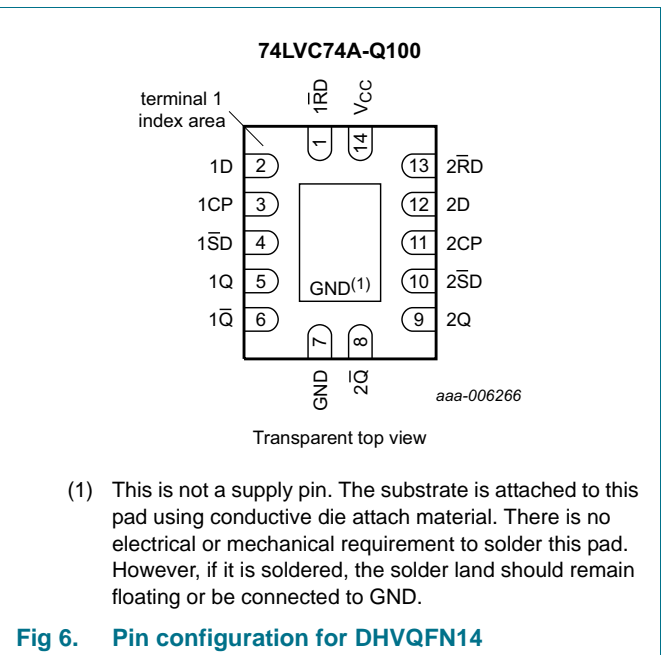 74LVC74A-Q100
terminal 1
index area
1R̅D
VCC
1
14
1D 2
13 2R̅D
1CP 3
12 2D
1S̅D 4
11 2CP
1Q 5
GND(1)
10 2S̅D
1Q̅ 6
9 2Q
7
8
GND
2Q̅
aaa-006266
Transparent top view
(1) This is not a supply pin. The substrate is attached to this
pad using conductive die attach material. There is no
electrical or mechanical requirement to solder this pad.
However, if it is soldered, the solder land should remain
floating or be connected to GND.
Fig 6. Pin configuration for DHVQFN14